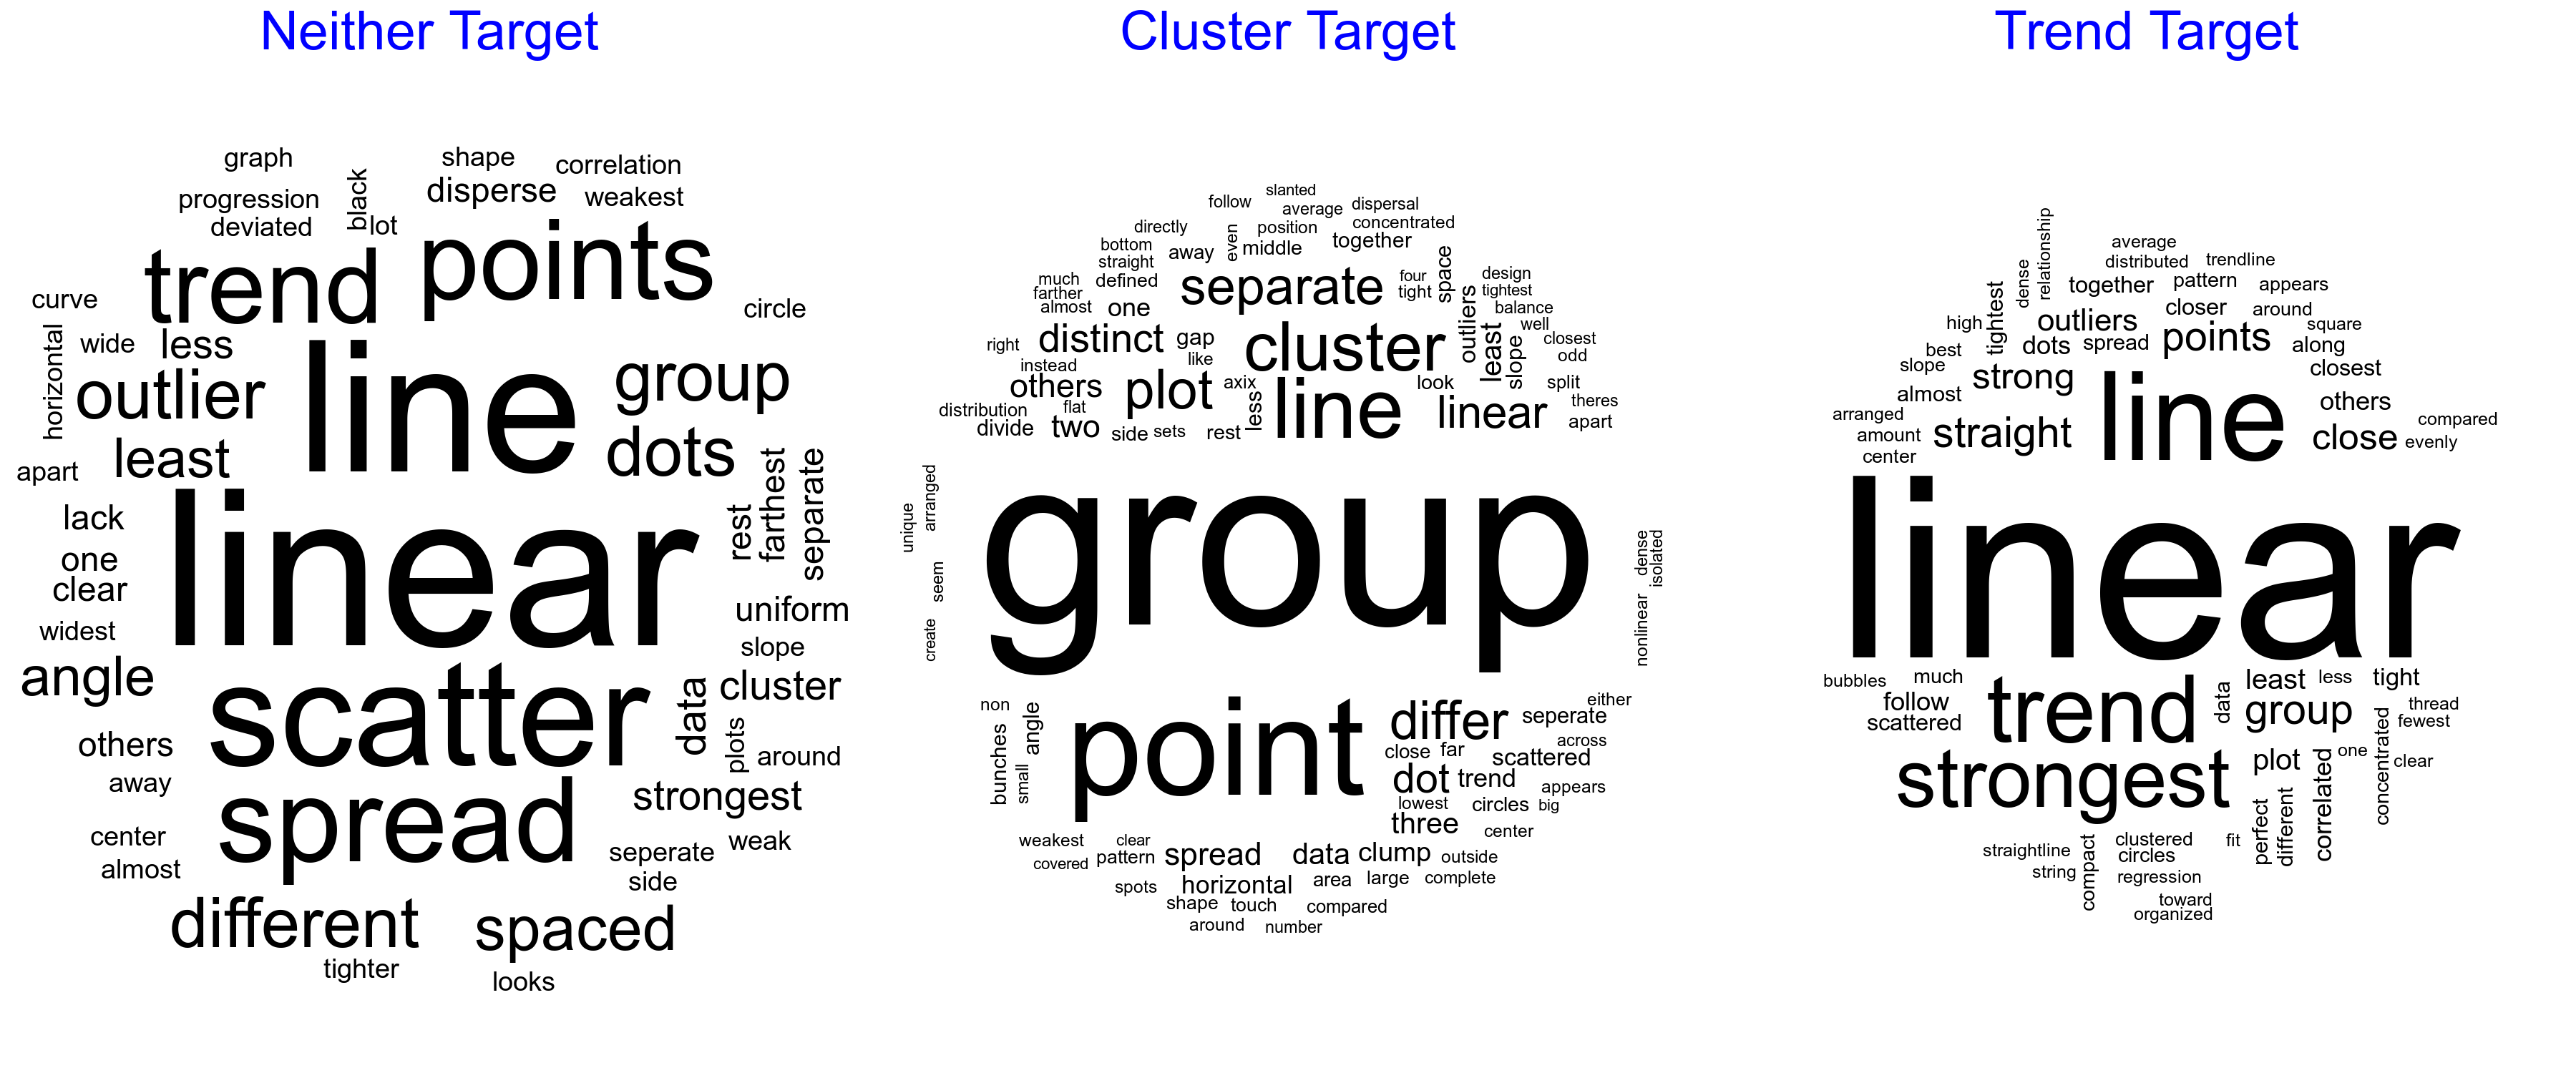 Neither Target
graph
shape
correlation
progression
black
disperse
weakest
deviated
lot
trend
points
curve
circle
horizontal
wide
less
line
group
outlier
dots
least
apart
linear
rest
farthest
separate
lack
one
clear
uniform
widest
slope
angle
scatter
data
cluster
others
plots
around
away
spread
strongest
center
weak
almost
seperate
side
different
spaced
tighter
looks
Cluster Target
slanted
follow
average
dispersal
directly
even
position
concentrated
bottom
away
middle
together
straight
space
much
defined
separate
four
design
farther
tight
outliers
tightest
almost
one
balance
distinct
gap
cluster
least
well
right
like
slope
closest
instead
odd
others
plot
axix
line
look
split
distribution
flat
less
linear
theres
divide
two
side
sets
rest
apart
unique
arranged
group
dense
isolated
seem
create
nonlinear
non
point
differ
either
bunches
angle
seperate
small
close
far
across
scattered
dot
trend
appears
lowest
circles
big
three
center
weakest
clear
covered
pattern
spread
data
clump
outside
spots
horizontal
area
large
complete
shape
touch
compared
around
number
Trend Target
relationship
average
dense
distributed
trendline
tightest
together
pattern
appears
high
outliers
closer
around
best
dots
spread
points
square
along
slope
strong
line
closest
almost
others
arranged
straight
close
compared
amount
evenly
center
linear
bubbles
much
trend
data
least
less
tight
follow
group
thread
scattered
fewest
strongest
plot
correlated
one
concentrated
clear
perfect
different
straightline
compact
clustered
fit
circles
string
regression
toward
organized